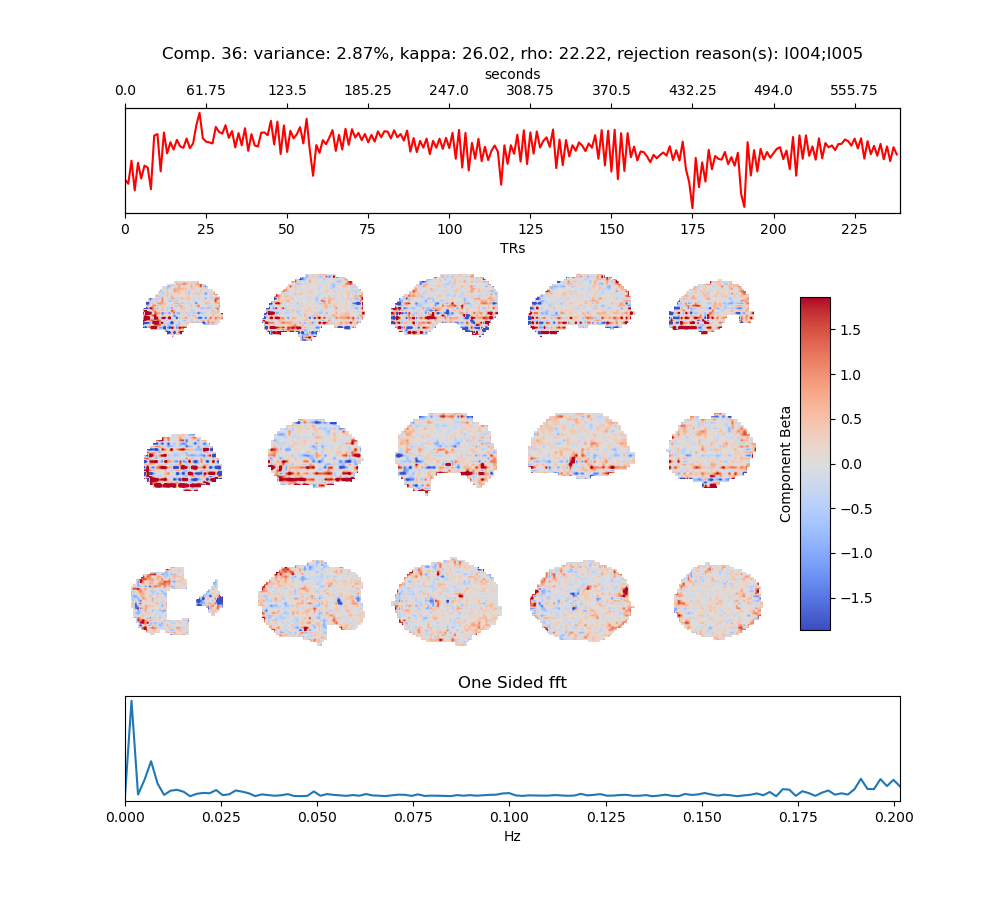 Comp. 36: variance: 2.87%, kappa: 26.02, rho: 22.22, rejection reason(s): I004;I005
seconds
0.0 61.75 123.5 185.25 247.0 308.75 370.5 432.25 494.0 555.75
0 25 50 75 100 125 150 175 200 225
TRs
Component Beta
1.5
1.0
0.5
0.0
−0.5
−1.0
−1.5
One Sided fft
0.000 0.025 0.050 0.075 0.100 0.125 0.150 0.175 0.200
Hz